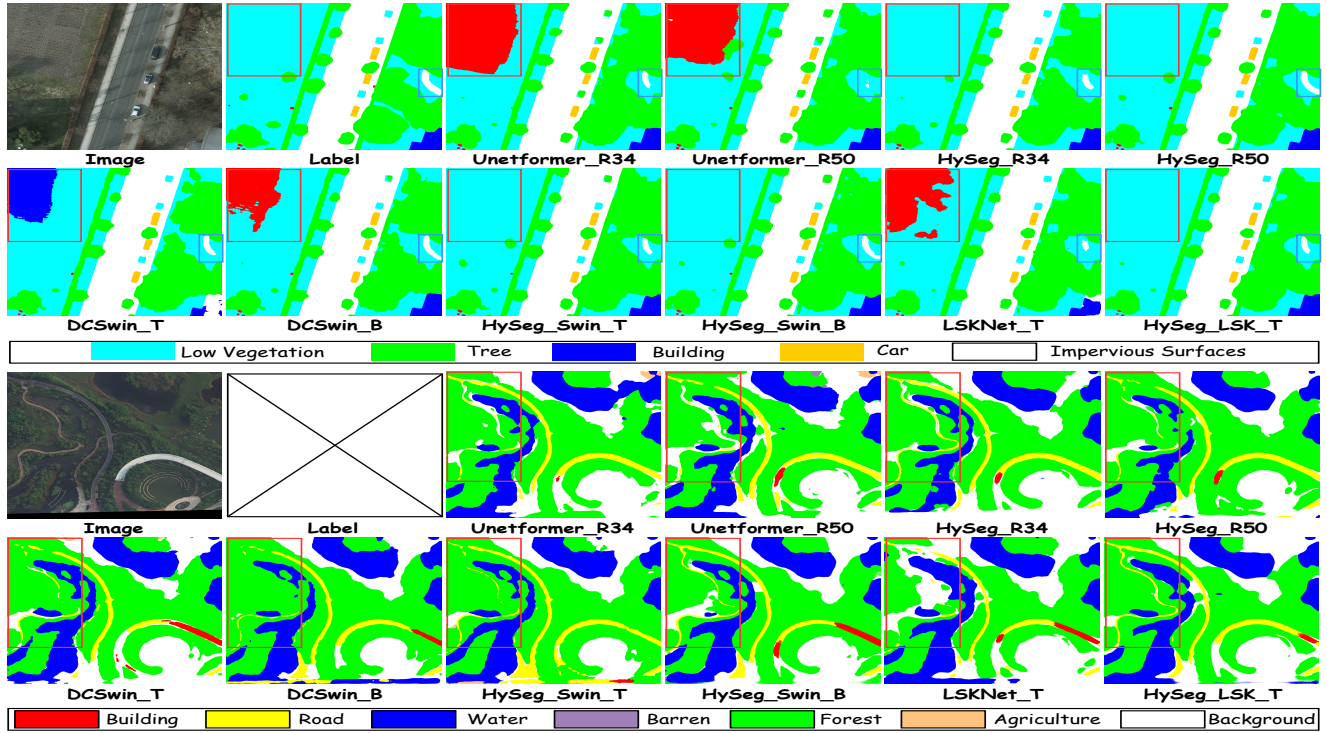 Image Label Unetformer_R34 Unetformer_R50 HySeg_R34 HySeg_R50
DCSwin_T DCSwin_B HySeg_Swin_T HySeg_Swin_B LSKNet_T HySeg_LSK_T
Low Vegetation Tree Building Car Impervious Surfaces
Image Label Unetformer_R34 Unetformer_R50 HySeg_R34 HySeg_R50
DCSwin_T DCSwin_B HySeg_Swin_T HySeg_Swin_B LSKNet_T HySeg_LSK_T
Building Road Water Barren Forest Agriculture Background